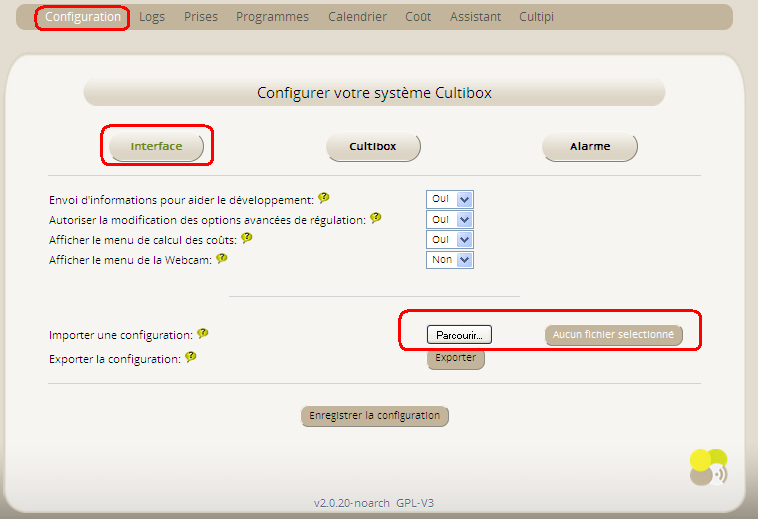 Configuration Logs Prises Programmes Calendrier Coût Assistant Cultipi
Configurer votre système Cultibox
Interface Cultibox Alarme
Envoi d'informations pour aider le développement: ? Oui
Autoriser la modification des options avancées de régulation: ? Oui
Afficher le menu de calcul des coûts: ? Oui
Afficher le menu de la Webcam: ? Non
Importer une configuration: ? Parcourir... Aucun fichier selectionné
Exporter la configuration: ? Exporter
Enregistrer la configuration
v2.0.20-noarch GPL-V3